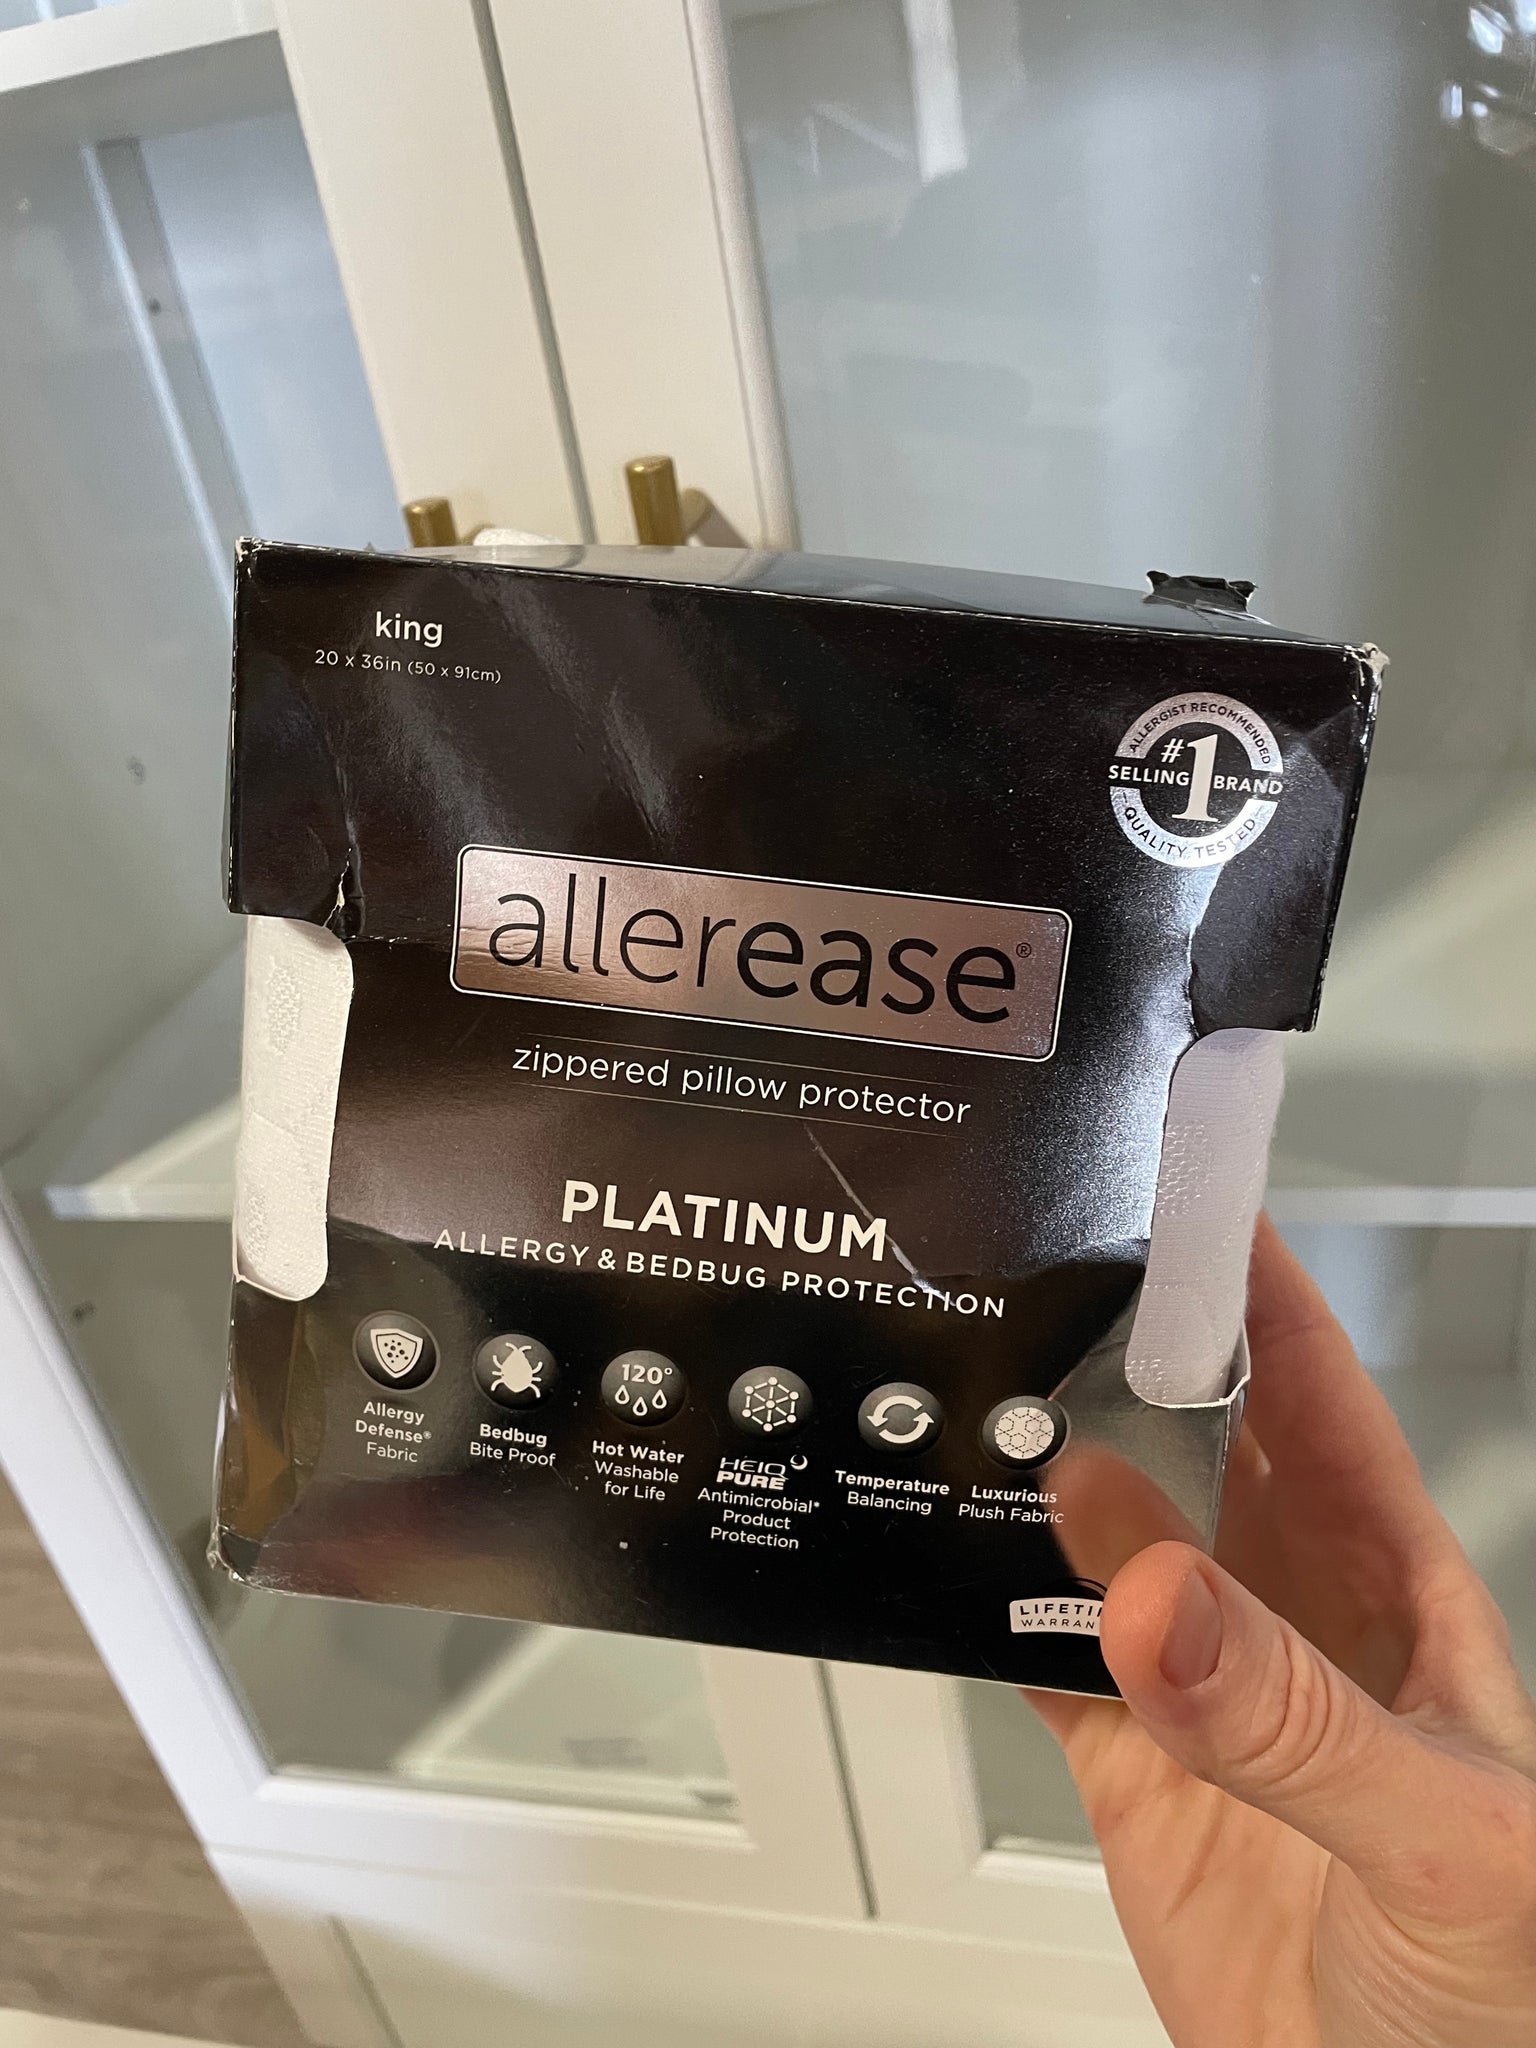 king
20 x 36in (50 x 91cm)
ALLERGIST RECOMMENDED
#1
SELLING BRAND
QUALITY TESTED
allerease®
zippered pillow protector
PLATINUM
ALLERGY & BEDBUG PROTECTION
Allergy
Defense®
Fabric
Bedbug
Bite Proof
120°
Hot Water
Washable
for Life
HEIQ
PURE
Antimicrobial*
Product
Protection
Temperature
Balancing
Luxurious
Plush Fabric
LIFETI
WARRAN